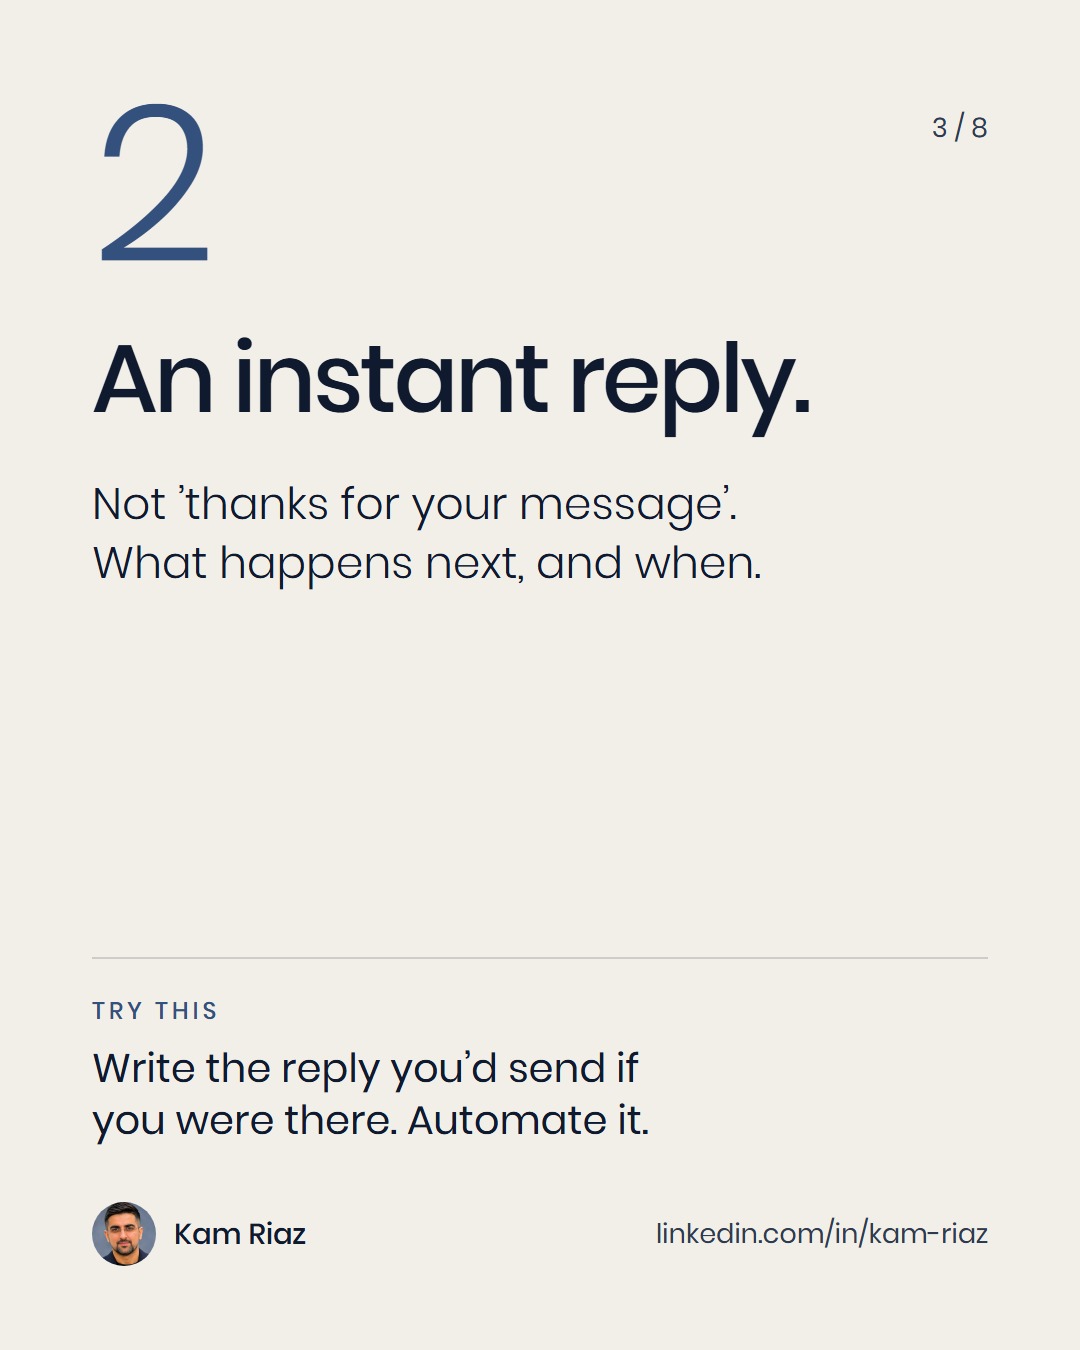 2
3 / 8
An instant reply.
Not ’thanks for your message’.
What happens next, and when.
TRY THIS
Write the reply you’d send if
you were there. Automate it.
Kam Riaz
linkedin.com/in/kam-riaz